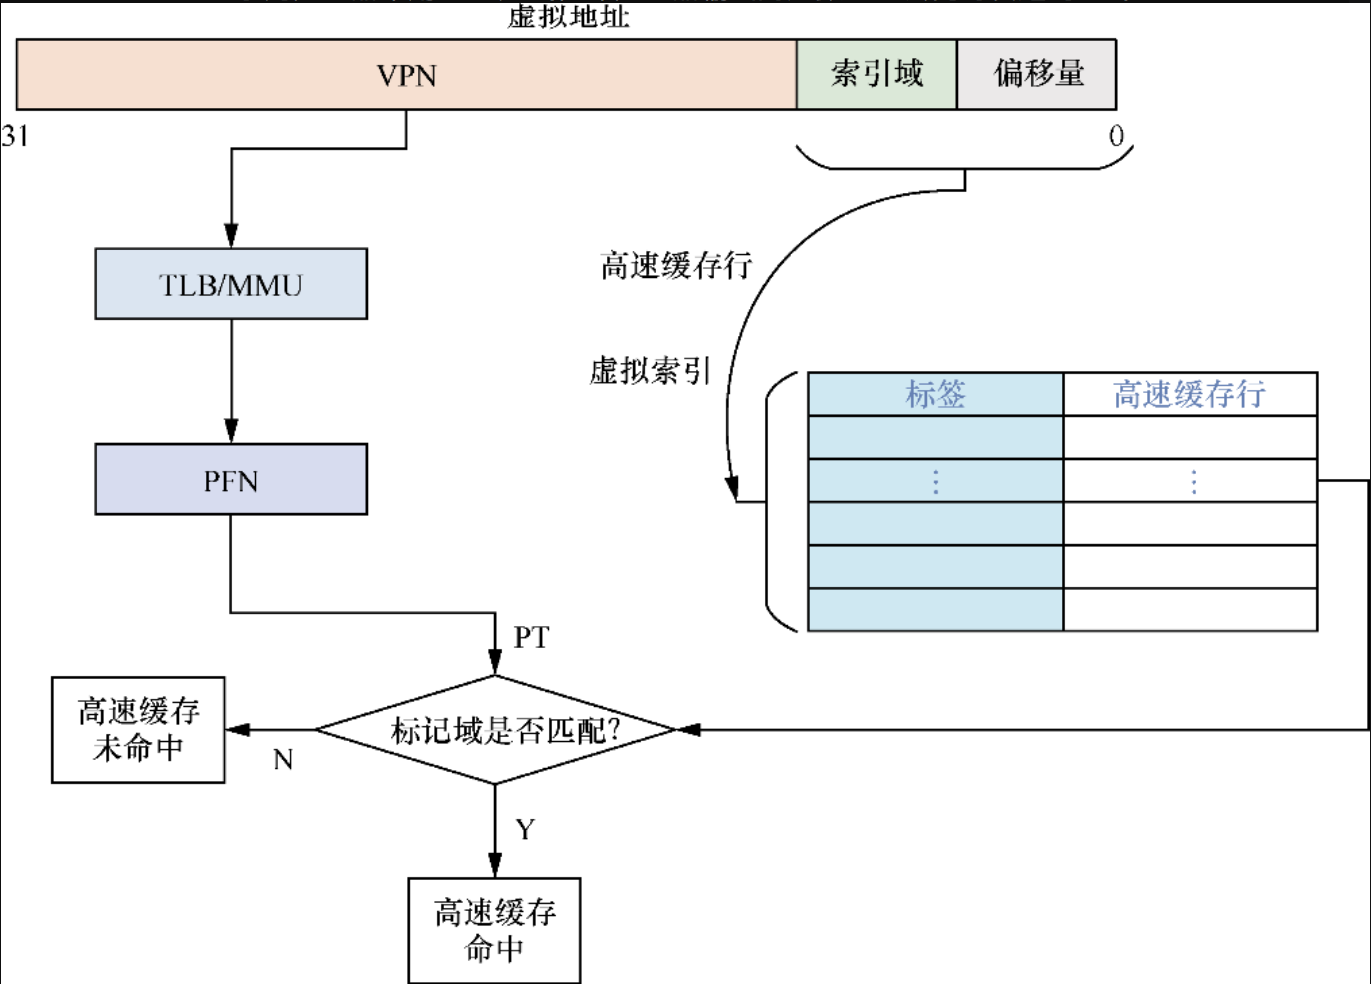 虚拟地址
VPN
索引域
偏移量
31
0
TLB/MMU
高速缓存行
虚拟索引
标签
高速缓存行
⋮
⋮
PFN
PT
标记域是否匹配?
高速缓存
未命中
N
Y
高速缓存
命中